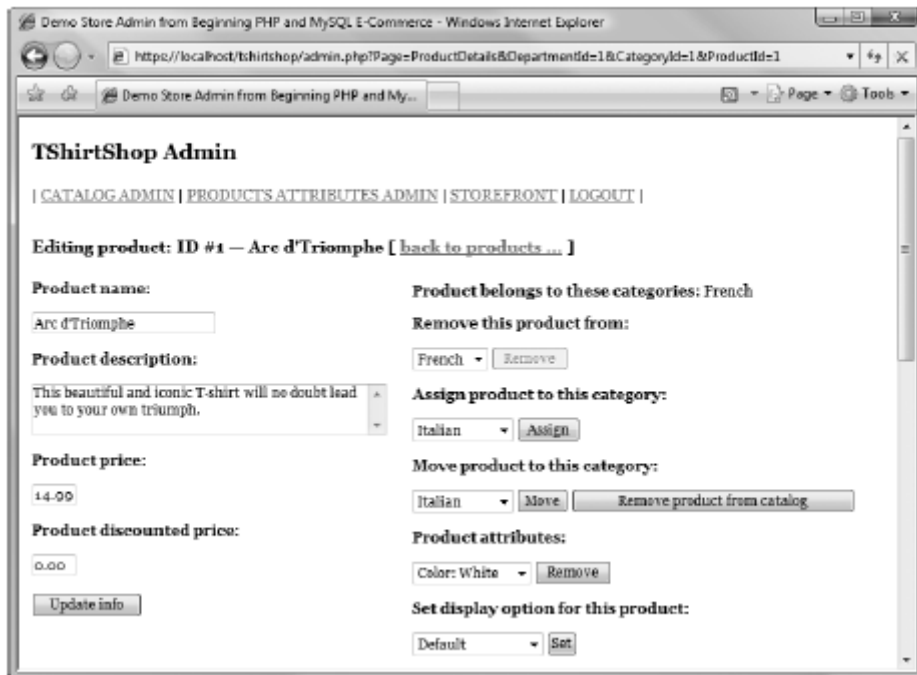 Demo Store Admin from Beginning PHP and MySQL E-Commerce - Windows Internet Explorer
https://localhost/tshirtshop/admin.php?Page=ProductDetails&DepartmentId=1&CategoryId=1&ProductId=1
Demo Store Admin from Beginning PHP and My... Page Tools
TShirtShop Admin
| CATALOG ADMIN | PRODUCTS ATTRIBUTES ADMIN | STOREFRONT | LOGOUT |
Editing product: ID #1 — Arc d'Triomphe [ back to products ... ]
Product name:
Arc d'Triomphe
Product description:
This beautiful and iconic T-shirt will no doubt lead
you to your own triumph.
Product price:
14.99
Product discounted price:
0.00
Update info
Product belongs to these categories: French
Remove this product from:
French Remove
Assign product to this category:
Italian Assign
Move product to this category:
Italian Move Remove product from catalog
Product attributes:
Color: White Remove
Set display option for this product:
Default Set